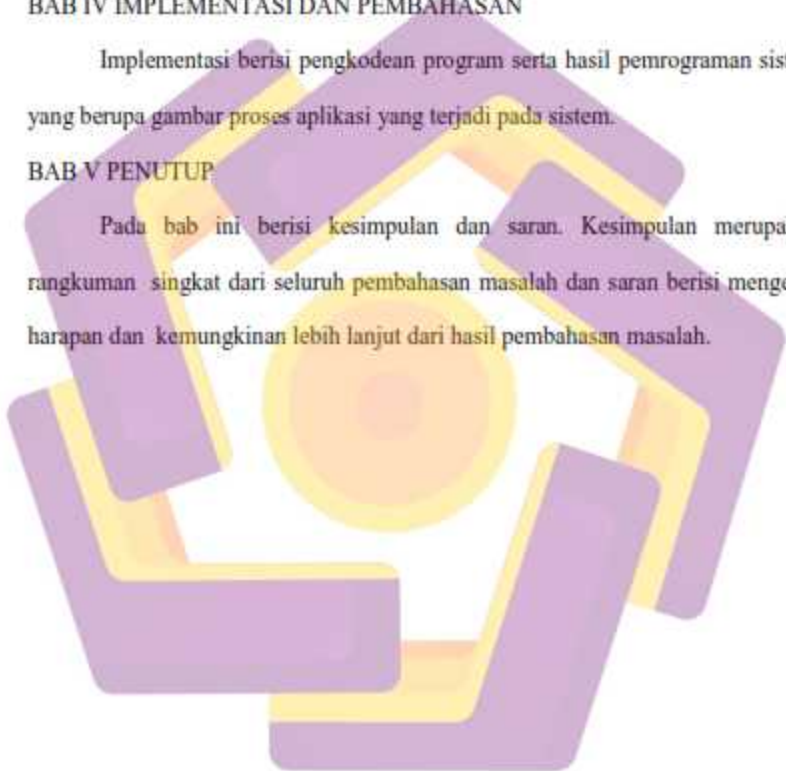 BAB IV IMPLEMENTASI DAN PEMBAHASAN
Implementasi berisi pengkodean program serta hasil pemrograman sist
yang berupa gambar proses aplikasi yang terjadi pada sistem.
BAB V PENUTUP
Pada bab ini berisi kesimpulan dan saran. Kesimpulan merupa
rangkuman singkat dari seluruh pembahasan masalah dan saran berisi menge
harapan dan kemungkinan lebih lanjut dari hasil pembahasan masalah.